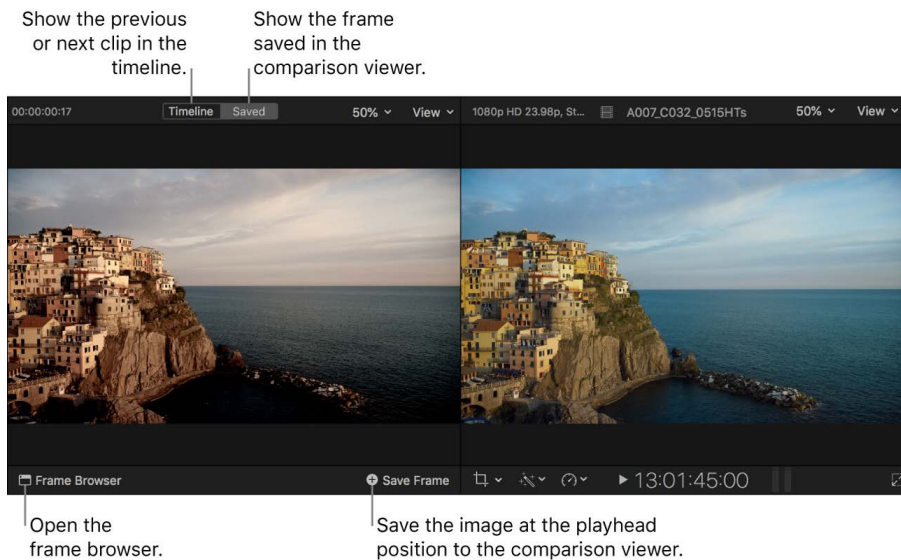 Show the previous
or next clip in the
timeline.
Show the frame
saved in the
comparison viewer.
00:00:00:17
Timeline
Saved
50%
View
1080p HD 23.98p, St...
A007_C032_0515HTs
50%
View
Frame Browser
Save Frame
13:01:45:00
Open the
frame browser.
Save the image at the playhead
position to the comparison viewer.